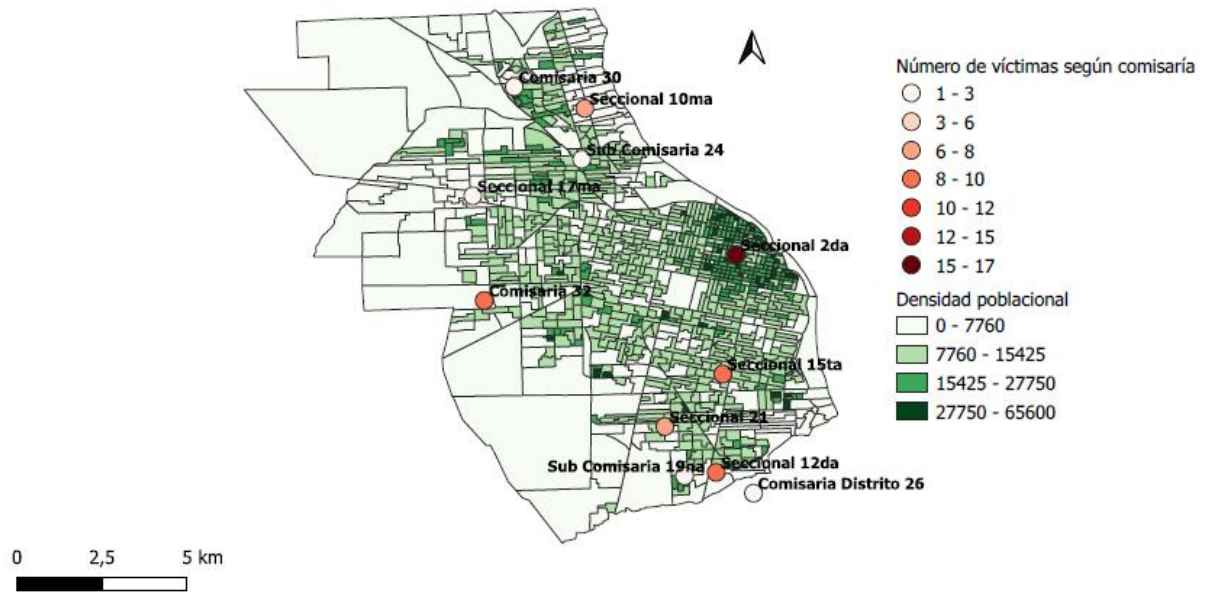 Comisaria 30
Seccional 10ma
Sub Comisaria 24
Seccional 17ma
Seccional 2da
Comisaria 32
Seccional 15ta
Seccional 21
Sub Comisaria 19na
Seccional 12da
Comisaria Distrito 26
Número de víctimas según comisaría
1 - 3
3 - 6
6 - 8
8 - 10
10 - 12
12 - 15
15 - 17
Densidad poblacional
0 - 7760
7760 - 15425
15425 - 27750
27750 - 65600
0 2,5 5 km